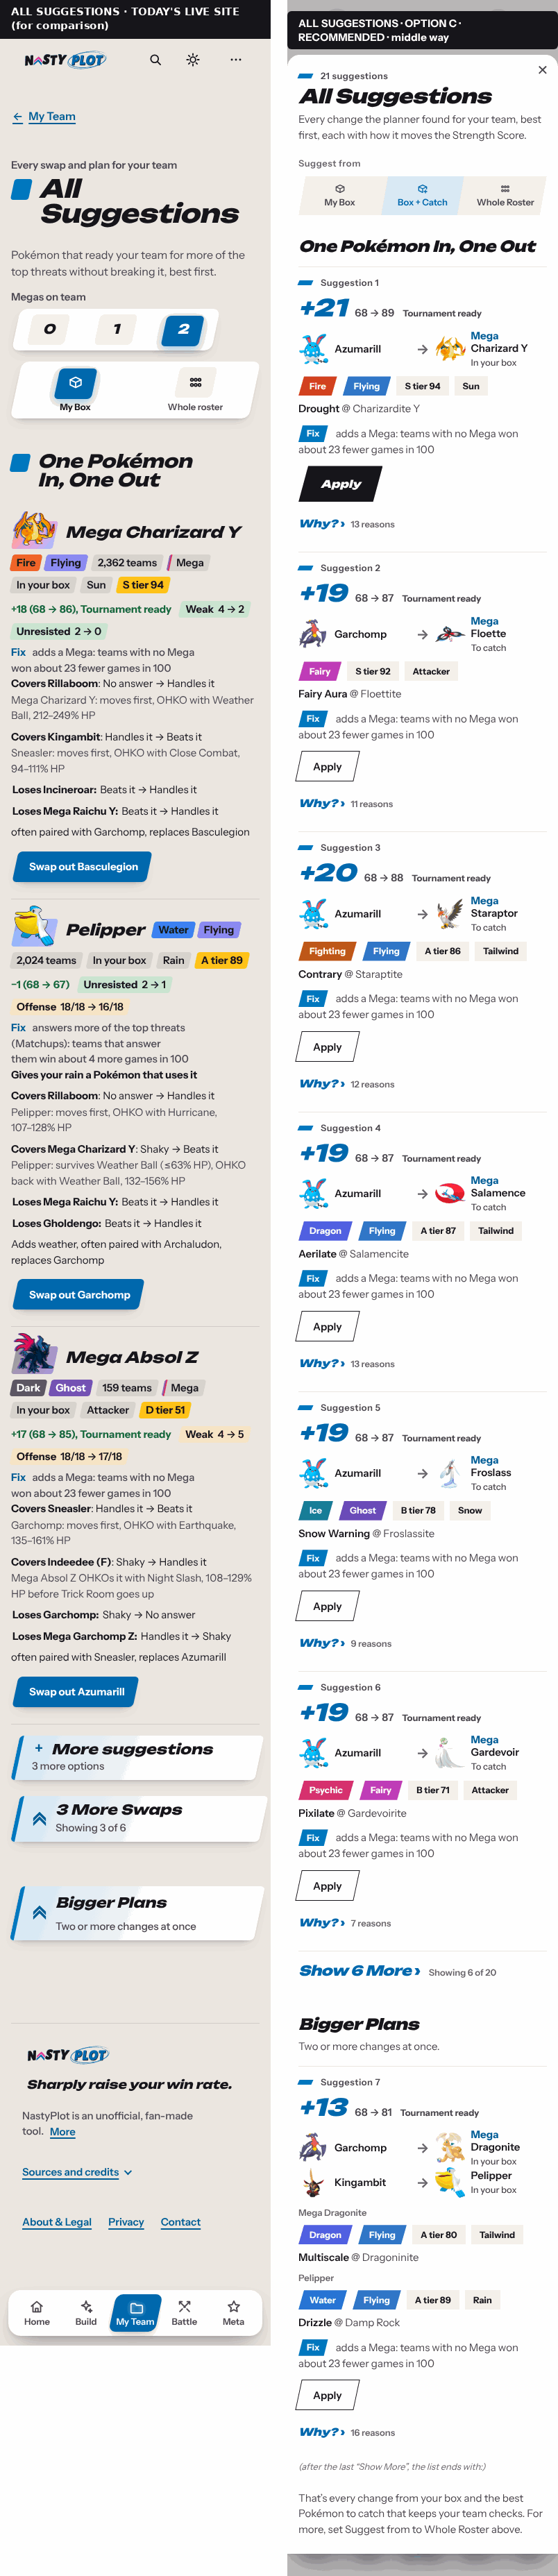 ALL SUGGESTIONS · TODAY'S LIVE SITE
(for comparison)
NASTY PLOT
← My Team
Every swap and plan for your team
All
Suggestions
Pokémon that ready your team for more of the
top threats without breaking it, best first.
Megas on team
0 1 2
My Box Whole roster
One Pokémon
In, One Out
Mega Charizard Y
Fire Flying 2,362 teams Mega
In your box Sun S tier 94
+18 (68 → 86), Tournament ready Weak 4 → 2
Unresisted 2 → 0
Fix adds a Mega: teams with no Mega
won about 23 fewer games in 100
Covers Rillaboom: No answer → Handles it
Mega Charizard Y: moves first, OHKO with Weather
Ball, 212–249% HP
Covers Kingambit: Handles it → Beats it
Sneasler: moves first, OHKO with Close Combat,
94–111% HP
Loses Incineroar: Beats it → Handles it
Loses Mega Raichu Y: Beats it → Handles it
often paired with Garchomp, replaces Basculegion
Swap out Basculegion
Pelipper Water Flying
2,024 teams In your box Rain A tier 89
−1 (68 → 67) Unresisted 2 → 1
Offense 18/18 → 16/18
Fix answers more of the top threats
(Matchups): teams that answer
them win about 4 more games in 100
Gives your rain a Pokémon that uses it
Covers Rillaboom: No answer → Handles it
Pelipper: moves first, OHKO with Hurricane,
107–128% HP
Covers Mega Charizard Y: Shaky → Beats it
Pelipper: survives Weather Ball (≤63% HP), OHKO
back with Weather Ball, 132–156% HP
Loses Mega Raichu Y: Beats it → Handles it
Loses Gholdengo: Beats it → Handles it
Adds weather, often paired with Archaludon,
replaces Garchomp
Swap out Garchomp
Mega Absol Z
Dark Ghost 159 teams Mega
In your box Attacker D tier 51
+17 (68 → 85), Tournament ready Weak 4 → 5
Offense 18/18 → 17/18
Fix adds a Mega: teams with no Mega
won about 23 fewer games in 100
Covers Sneasler: Handles it → Beats it
Garchomp: moves first, OHKO with Earthquake,
135–161% HP
Covers Indeedee (F): Shaky → Handles it
Mega Absol Z OHKOs it with Night Slash, 108–129%
HP before Trick Room goes up
Loses Garchomp: Shaky → No answer
Loses Mega Garchomp Z: Handles it → Shaky
often paired with Sneasler, replaces Azumarill
Swap out Azumarill
+ More suggestions
3 more options
3 More Swaps
Showing 3 of 6
Bigger Plans
Two or more changes at once
NASTY PLOT
Sharply raise your win rate.
NastyPlot is an unofficial, fan-made
tool. More
Sources and credits
About & Legal Privacy Contact
Home Build My Team Battle Meta
ALL SUGGESTIONS · OPTION C ·
RECOMMENDED · middle way
21 suggestions
All Suggestions
Every change the planner found for your team, best
first, each with how it moves the Strength Score.
Suggest from
My Box Box + Catch Whole Roster
One Pokémon In, One Out
Suggestion 1
+21 68 → 89 Tournament ready
Azumarill → Mega
Charizard Y
In your box
Fire Flying S tier 94 Sun
Drought @ Charizardite Y
Fix adds a Mega: teams with no Mega won
about 23 fewer games in 100
Apply
Why? › 13 reasons
Suggestion 2
+19 68 → 87 Tournament ready
Garchomp → Mega
Floette
To catch
Fairy S tier 92 Attacker
Fairy Aura @ Floettite
Fix adds a Mega: teams with no Mega won
about 23 fewer games in 100
Apply
Why? › 11 reasons
Suggestion 3
+20 68 → 88 Tournament ready
Azumarill → Mega
Staraptor
To catch
Fighting Flying A tier 86 Tailwind
Contrary @ Staraptite
Fix adds a Mega: teams with no Mega won
about 23 fewer games in 100
Apply
Why? › 12 reasons
Suggestion 4
+19 68 → 87 Tournament ready
Azumarill → Mega
Salamence
To catch
Dragon Flying A tier 87 Tailwind
Aerilate @ Salamencite
Fix adds a Mega: teams with no Mega won
about 23 fewer games in 100
Apply
Why? › 13 reasons
Suggestion 5
+19 68 → 87 Tournament ready
Azumarill → Mega
Froslass
To catch
Ice Ghost B tier 78 Snow
Snow Warning @ Froslassite
Fix adds a Mega: teams with no Mega won
about 23 fewer games in 100
Apply
Why? › 9 reasons
Suggestion 6
+19 68 → 87 Tournament ready
Azumarill → Mega
Gardevoir
To catch
Psychic Fairy B tier 71 Attacker
Pixilate @ Gardevoirite
Fix adds a Mega: teams with no Mega won
about 23 fewer games in 100
Apply
Why? › 7 reasons
Show 6 More › Showing 6 of 20
Bigger Plans
Two or more changes at once.
Suggestion 7
+13 68 → 81 Tournament ready
Garchomp → Mega
Dragonite
In your box
Kingambit → Pelipper
In your box
Mega Dragonite
Dragon Flying A tier 80 Tailwind
Multiscale @ Dragoninite
Pelipper
Water Flying A tier 89 Rain
Drizzle @ Damp Rock
Fix adds a Mega: teams with no Mega won
about 23 fewer games in 100
Apply
Why? › 16 reasons
(after the last “Show More”, the list ends with:)
That's every change from your box and the best
Pokémon to catch that keeps your team checks. For
more, set Suggest from to Whole Roster above.